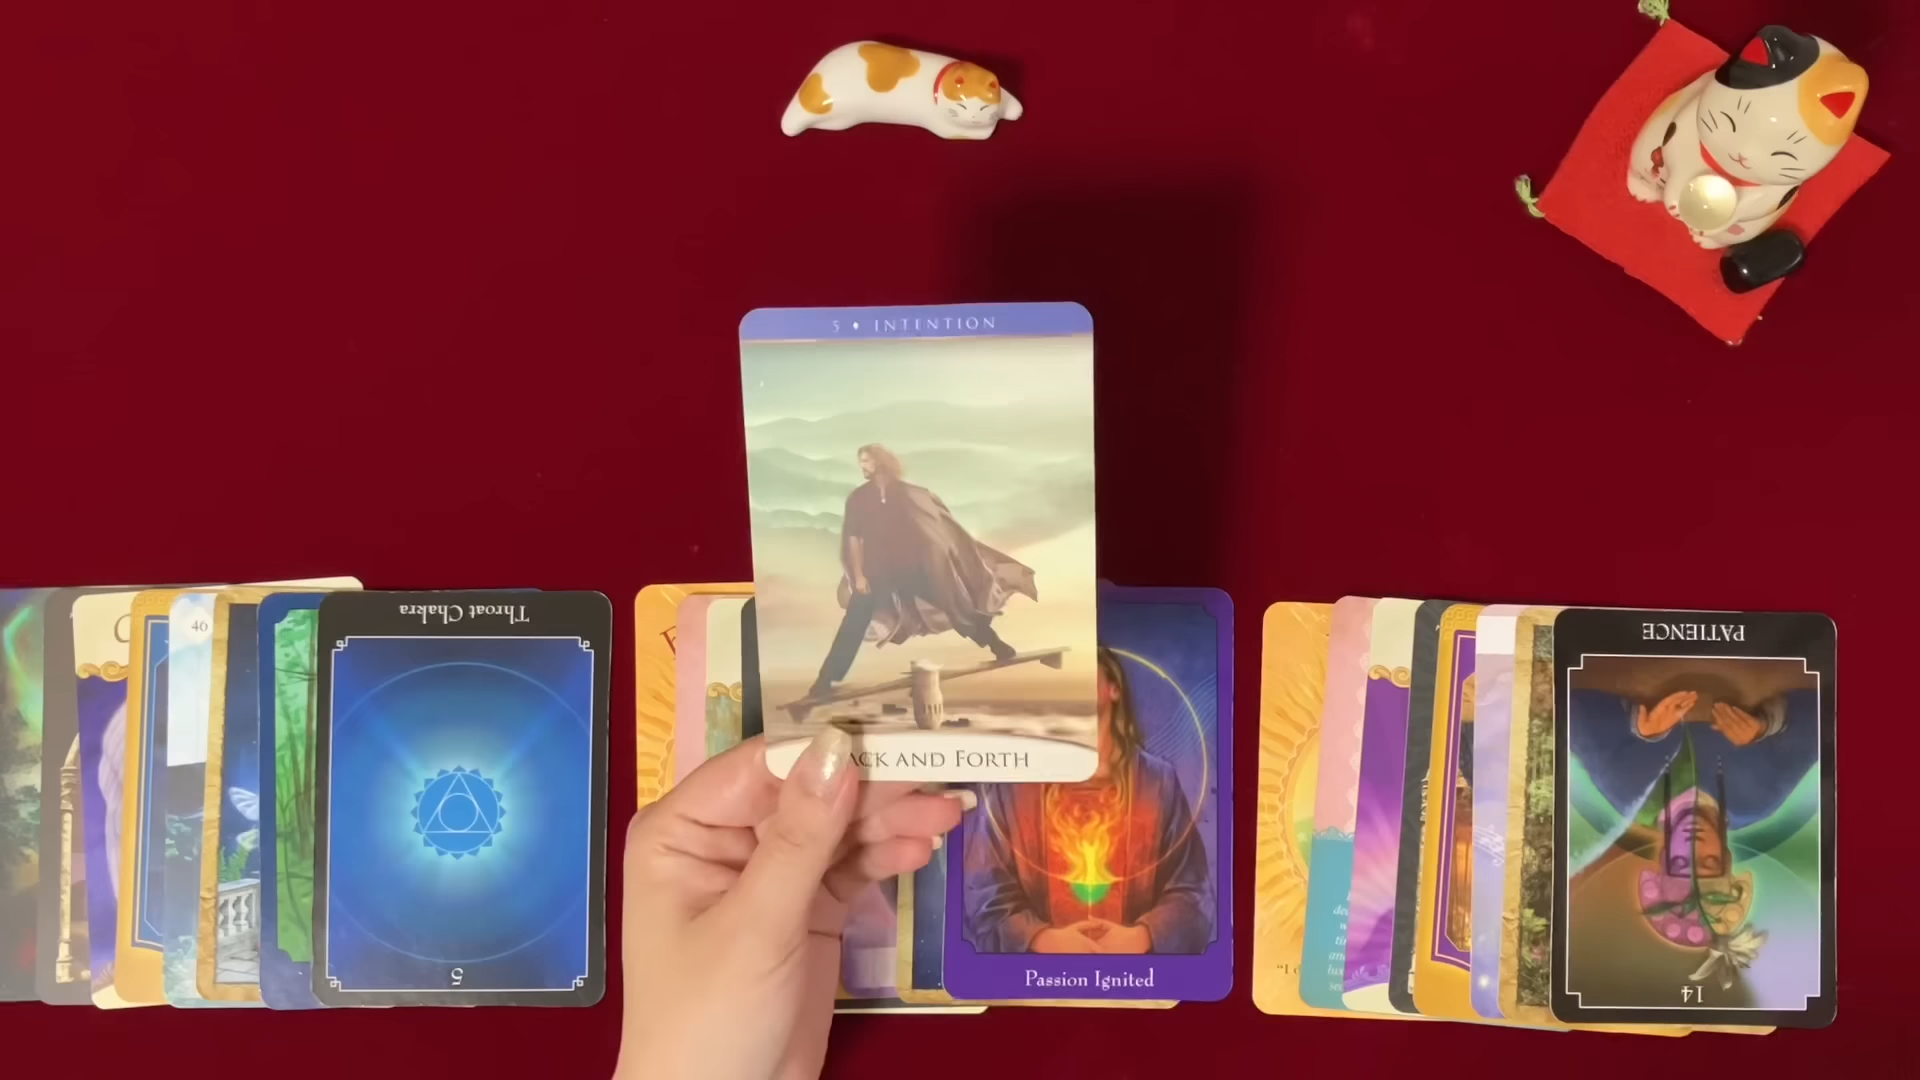 5 • INTENTION
ACK AND FORTH
Throat Chakra
5
46
Passion Ignited
PATIENCE
14
"I